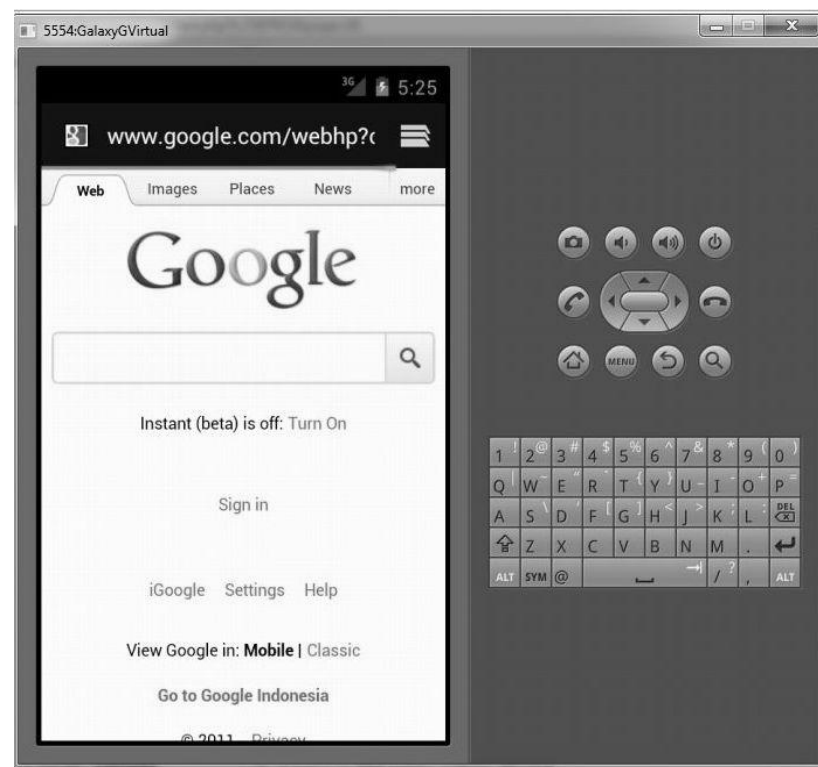 5554:GalaxyGVirtual
3G 5:25
www.google.com/webhp?c
Web Images Places News more
Google
Instant (beta) is off: Turn On
Sign in
iGoogle Settings Help
View Google in: Mobile | Classic
Go to Google Indonesia
© 2011 Privacy
MENU
1 ! 2 @ 3 # 4 $ 5 % 6 ^ 7 & 8 * 9 ( 0 )
Q | W ~ E " R ` T { Y } U _ I - O + P =
A S \ D ' F [ G ] H < J > K ; L : DEL
Z X C V B N M .
ALT SYM @ / ? , ALT